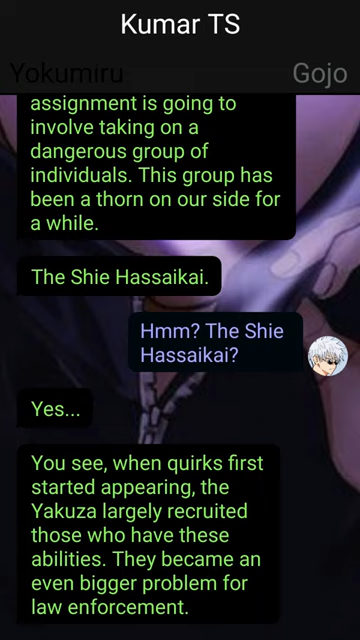 Kumar TS
Yokumiru
Gojo
assignment is going to
involve taking on a
dangerous group of
individuals. This group has
been a thorn on our side for
a while.
The Shie Hassaikai.
Hmm? The Shie
Hassaikai?
Yes...
You see, when quirks first
started appearing, the
Yakuza largely recruited
those who have these
abilities. They became an
even bigger problem for
law enforcement.